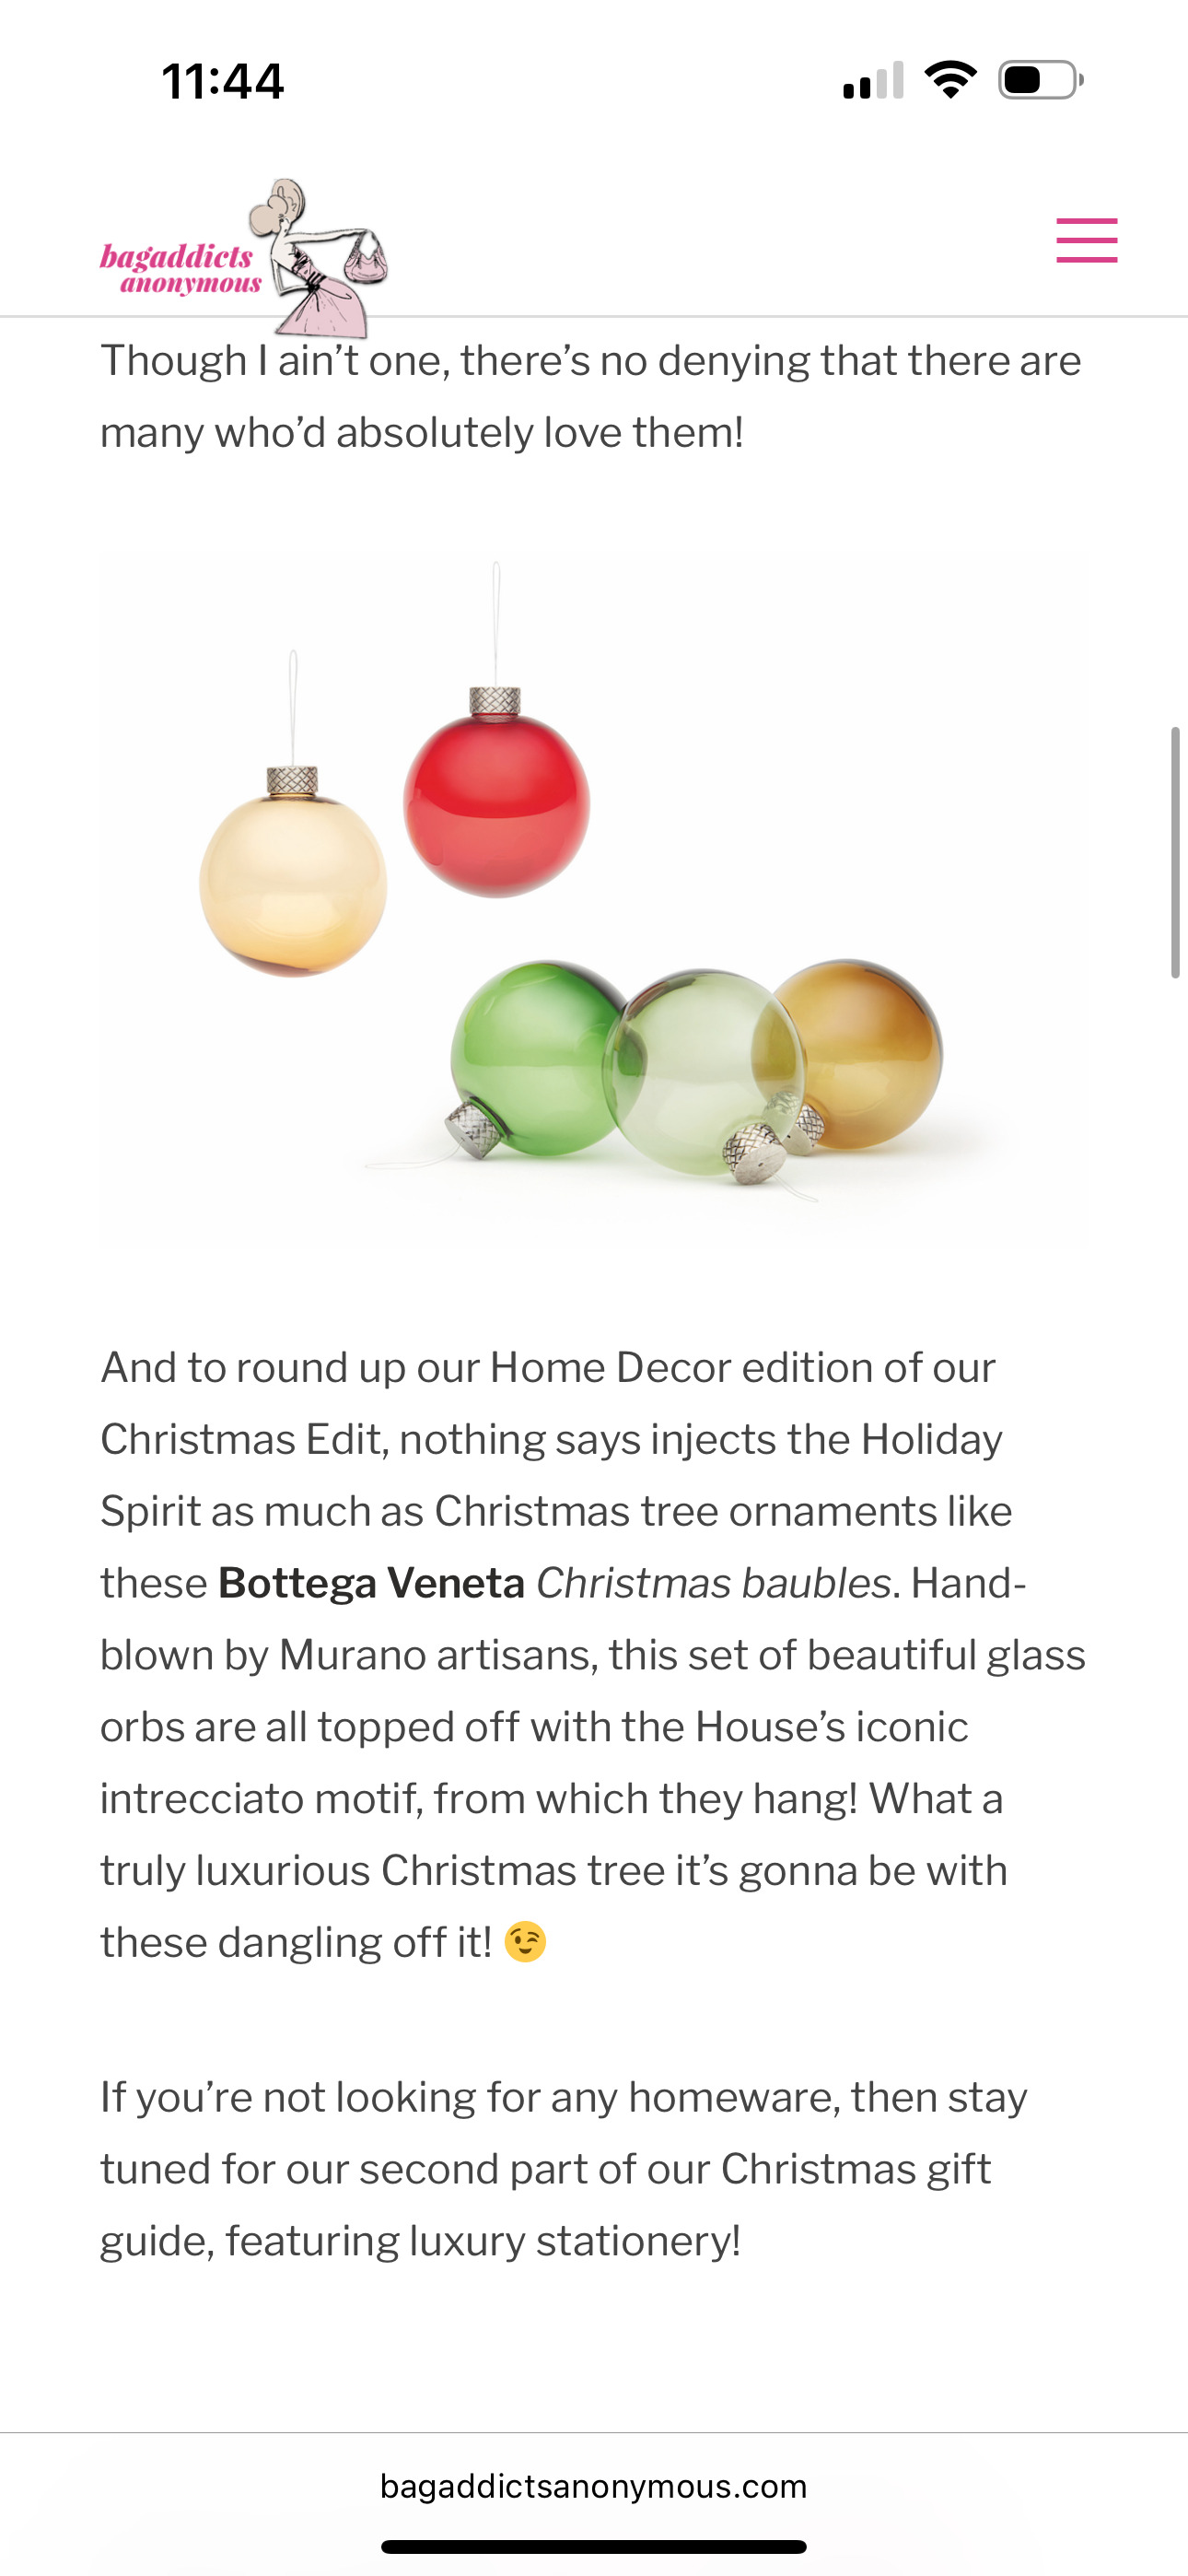 11:44
bagaddicts
anonymous
Though I ain’t one, there’s no denying that there are
many who’d absolutely love them!
And to round up our Home Decor edition of our
Christmas Edit, nothing says injects the Holiday
Spirit as much as Christmas tree ornaments like
these Bottega Veneta Christmas baubles. Hand-
blown by Murano artisans, this set of beautiful glass
orbs are all topped off with the House’s iconic
intrecciato motif, from which they hang! What a
truly luxurious Christmas tree it’s gonna be with
these dangling off it! 😉
If you’re not looking for any homeware, then stay
tuned for our second part of our Christmas gift
guide, featuring luxury stationery!
bagaddictsanonymous.com